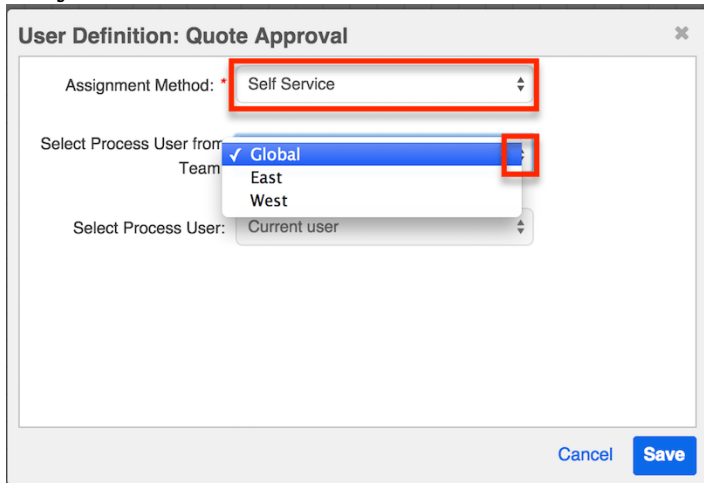 User Definition: Quote Approval
Assignment Method: * Self Service
Select Process User from
Team
✓ Global
East
West
Select Process User: Current user
Cancel Save